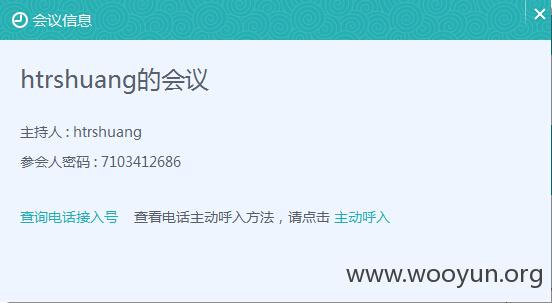 会议信息
htrshuang的会议
主持人：htrshuang
参会人密码：7103412686
查询电话接入号 查看电话主动呼入方法，请点击 主动呼入
www.wooyun.org